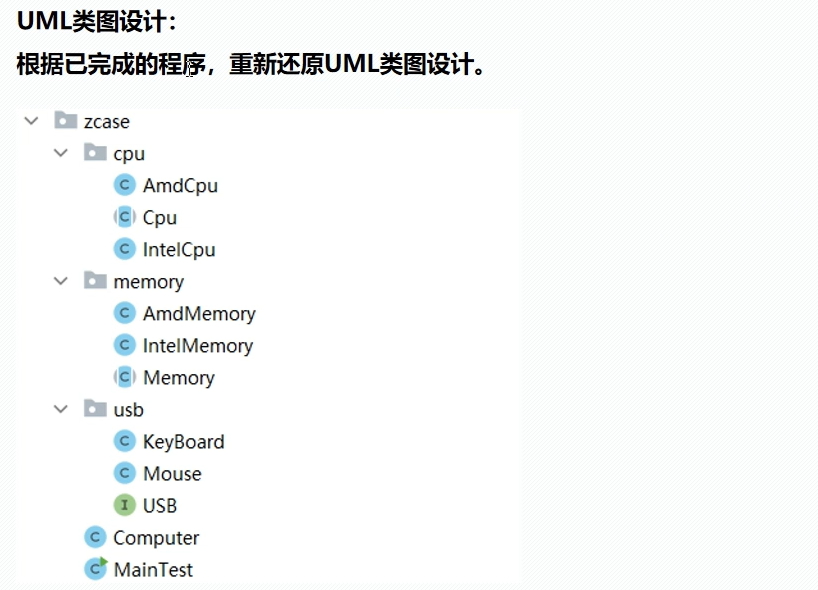 UML类图设计：
根据已完成的程序，重新还原UML类图设计。
zcase
cpu
C AmdCpu
C Cpu
C IntelCpu
memory
C AmdMemory
C IntelMemory
C Memory
usb
C KeyBoard
C Mouse
I USB
C Computer
C MainTest